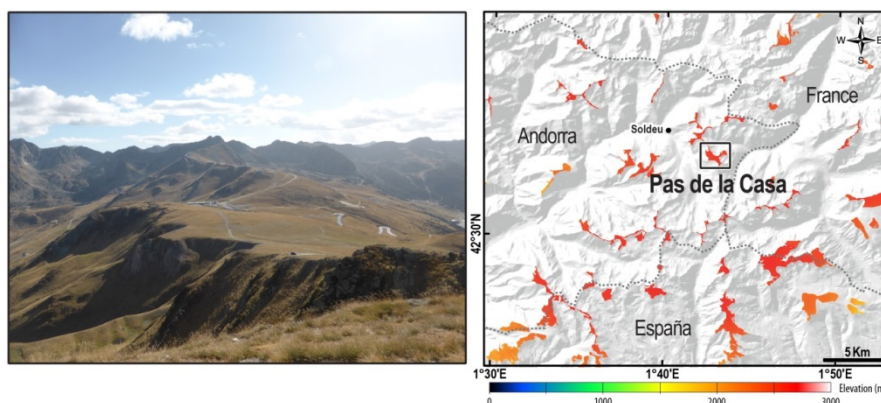 N
W E
S
France
Andorra
Soldeu
Pas de la Casa
42°30'N
España
5 Km
1°30'E
1°40'E
1°50'E
Elevation (m
0 1000 2000 3000